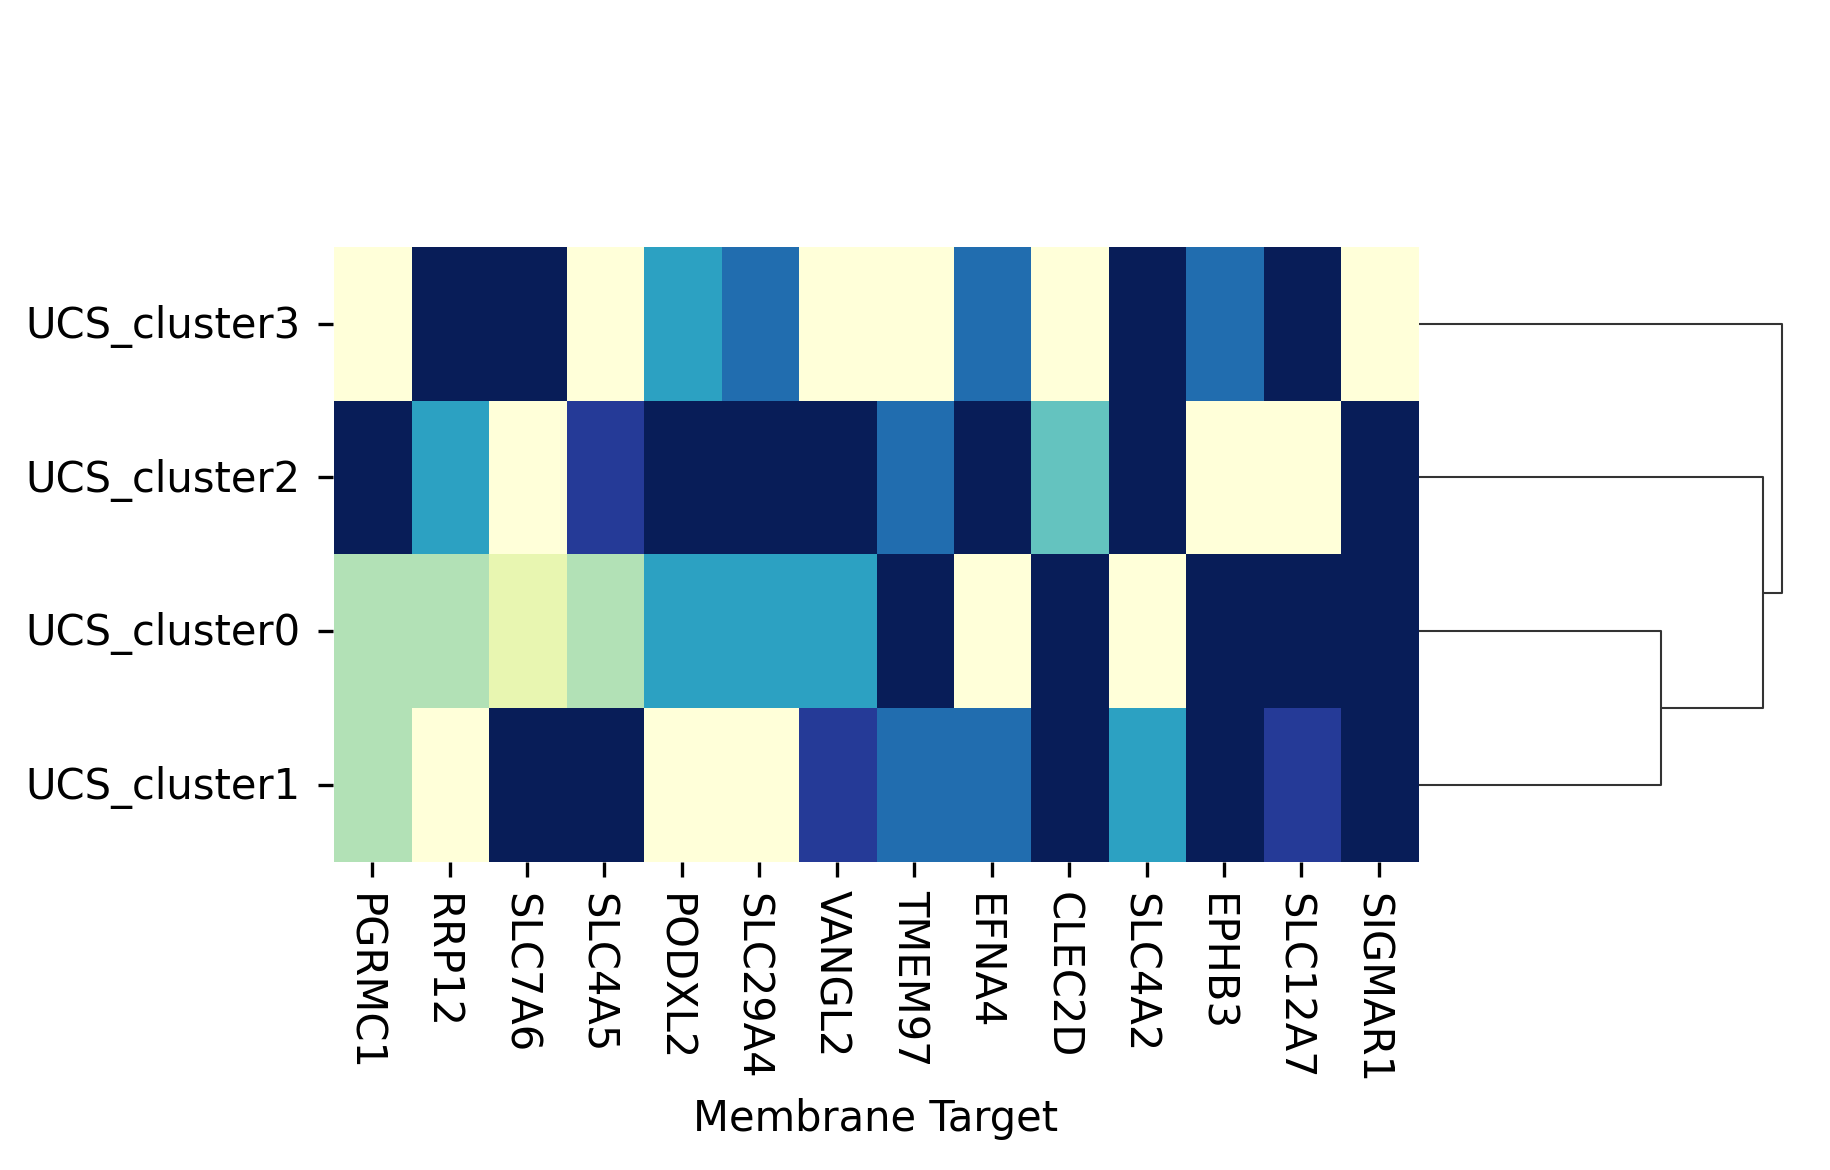 UCS_cluster3
UCS_cluster2
UCS_cluster0
UCS_cluster1
PGRMC1
RRP12
SLC7A6
SLC4A5
PODXL2
SLC29A4
VANGL2
TMEM97
EFNA4
CLEC2D
SLC4A2
EPHB3
SLC12A7
SIGMAR1
Membrane Target